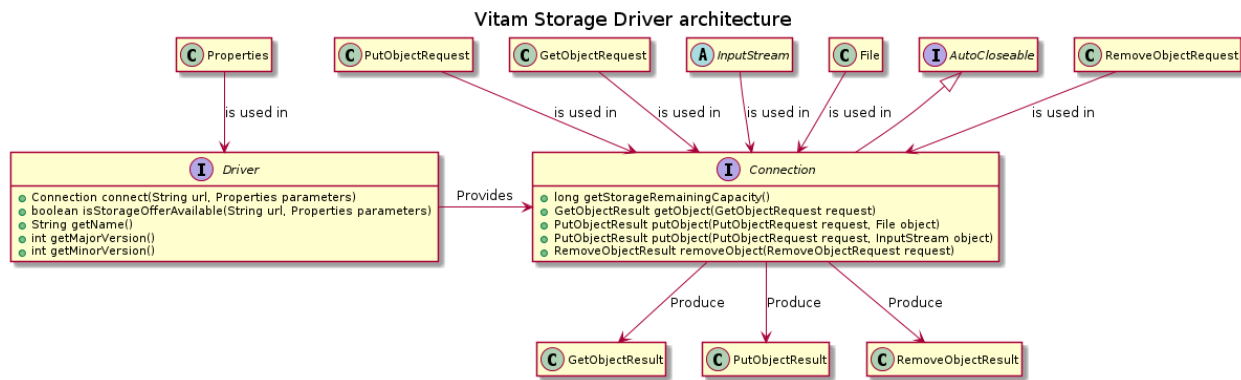 Vitam Storage Driver architecture
C Properties
C PutObjectRequest
C GetObjectRequest
A InputStream
C File
I AutoCloseable
C RemoveObjectRequest
is used in
is used in
is used in
is used in
is used in
is used in
I Driver
Connection connect(String url, Properties parameters)
boolean isStorageOfferAvailable(String url, Properties parameters)
String getName()
int getMajorVersion()
int getMinorVersion()
Provides
I Connection
long getStorageRemainingCapacity()
GetObjectResult getObject(GetObjectRequest request)
PutObjectResult putObject(PutObjectRequest request, File object)
PutObjectResult putObject(PutObjectRequest request, InputStream object)
RemoveObjectResult removeObject(RemoveObjectRequest request)
Produce
Produce
Produce
C GetObjectResult
C PutObjectResult
C RemoveObjectResult